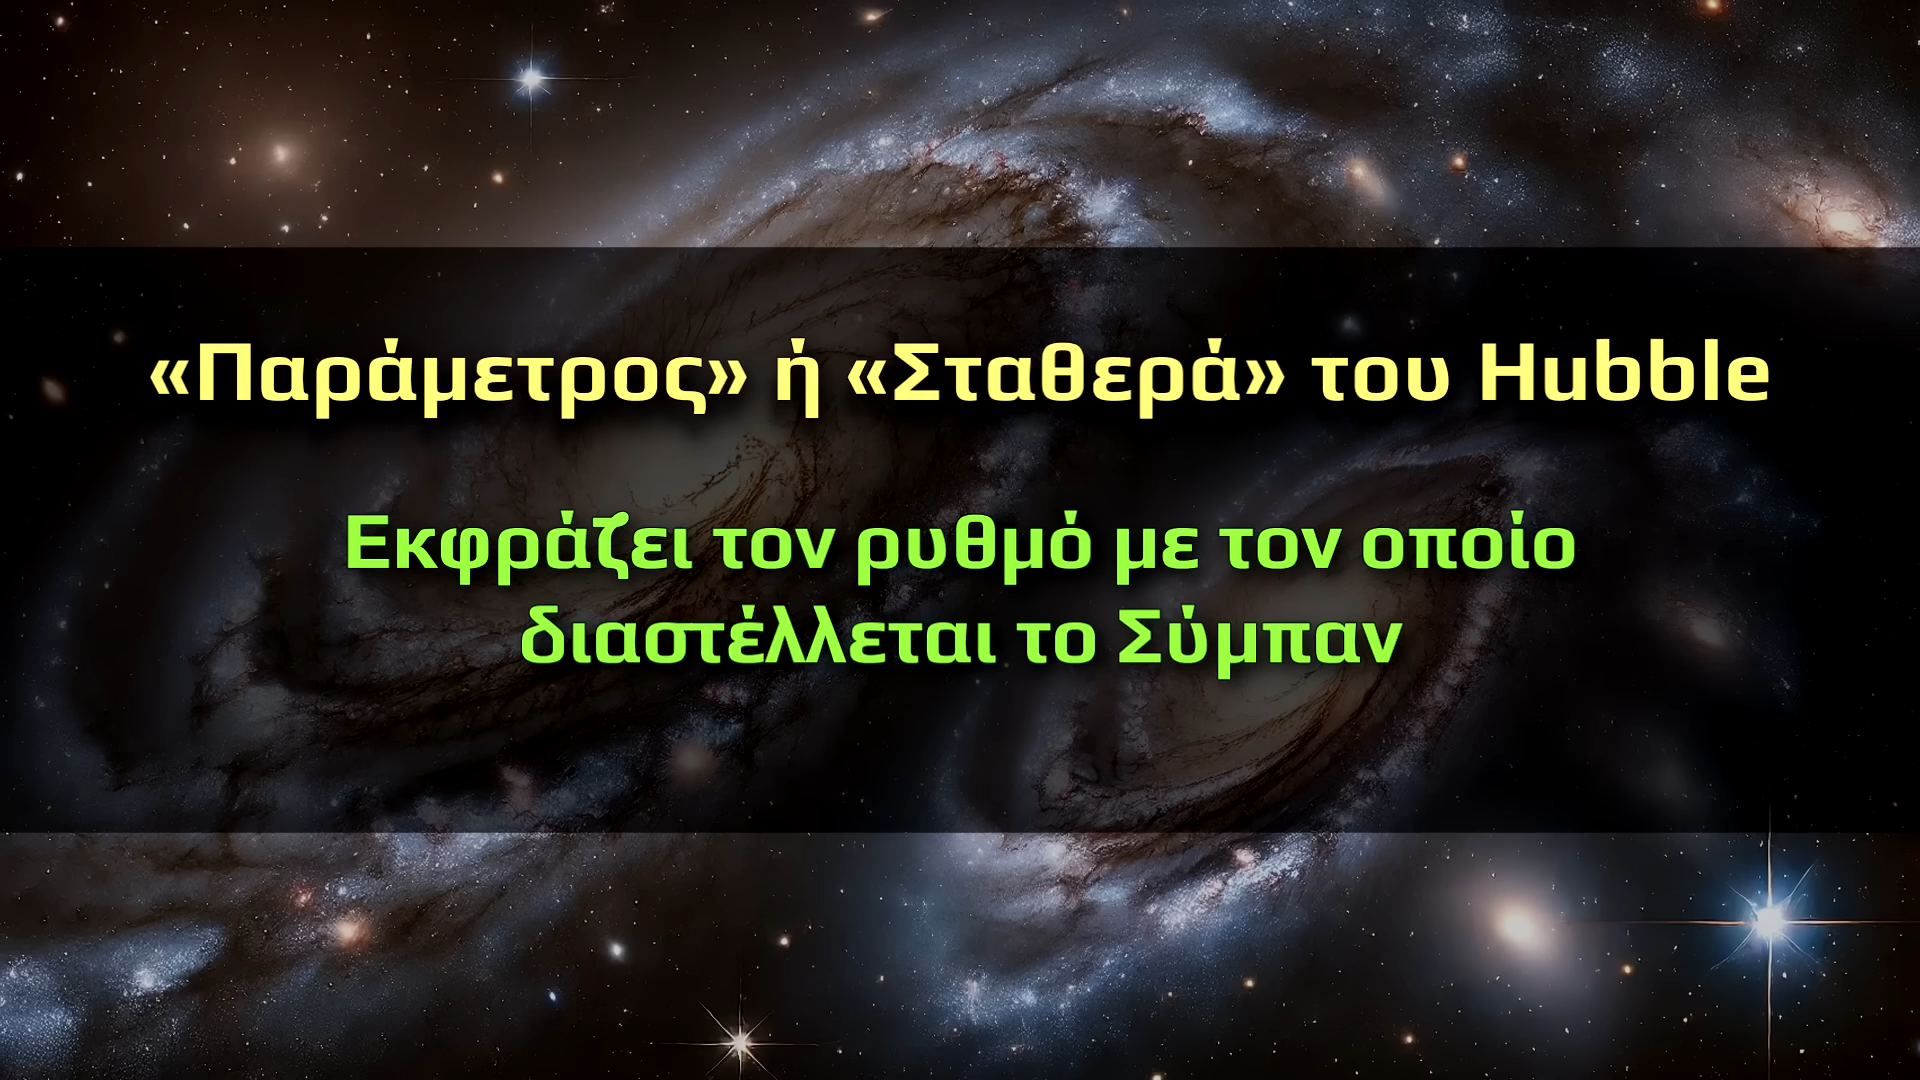 «Παράμετρος» ή «Σταθερά» του Hubble
Εκφράζει τον ρυθμό με τον οποίο
διαστέλλεται το Σύμπαν